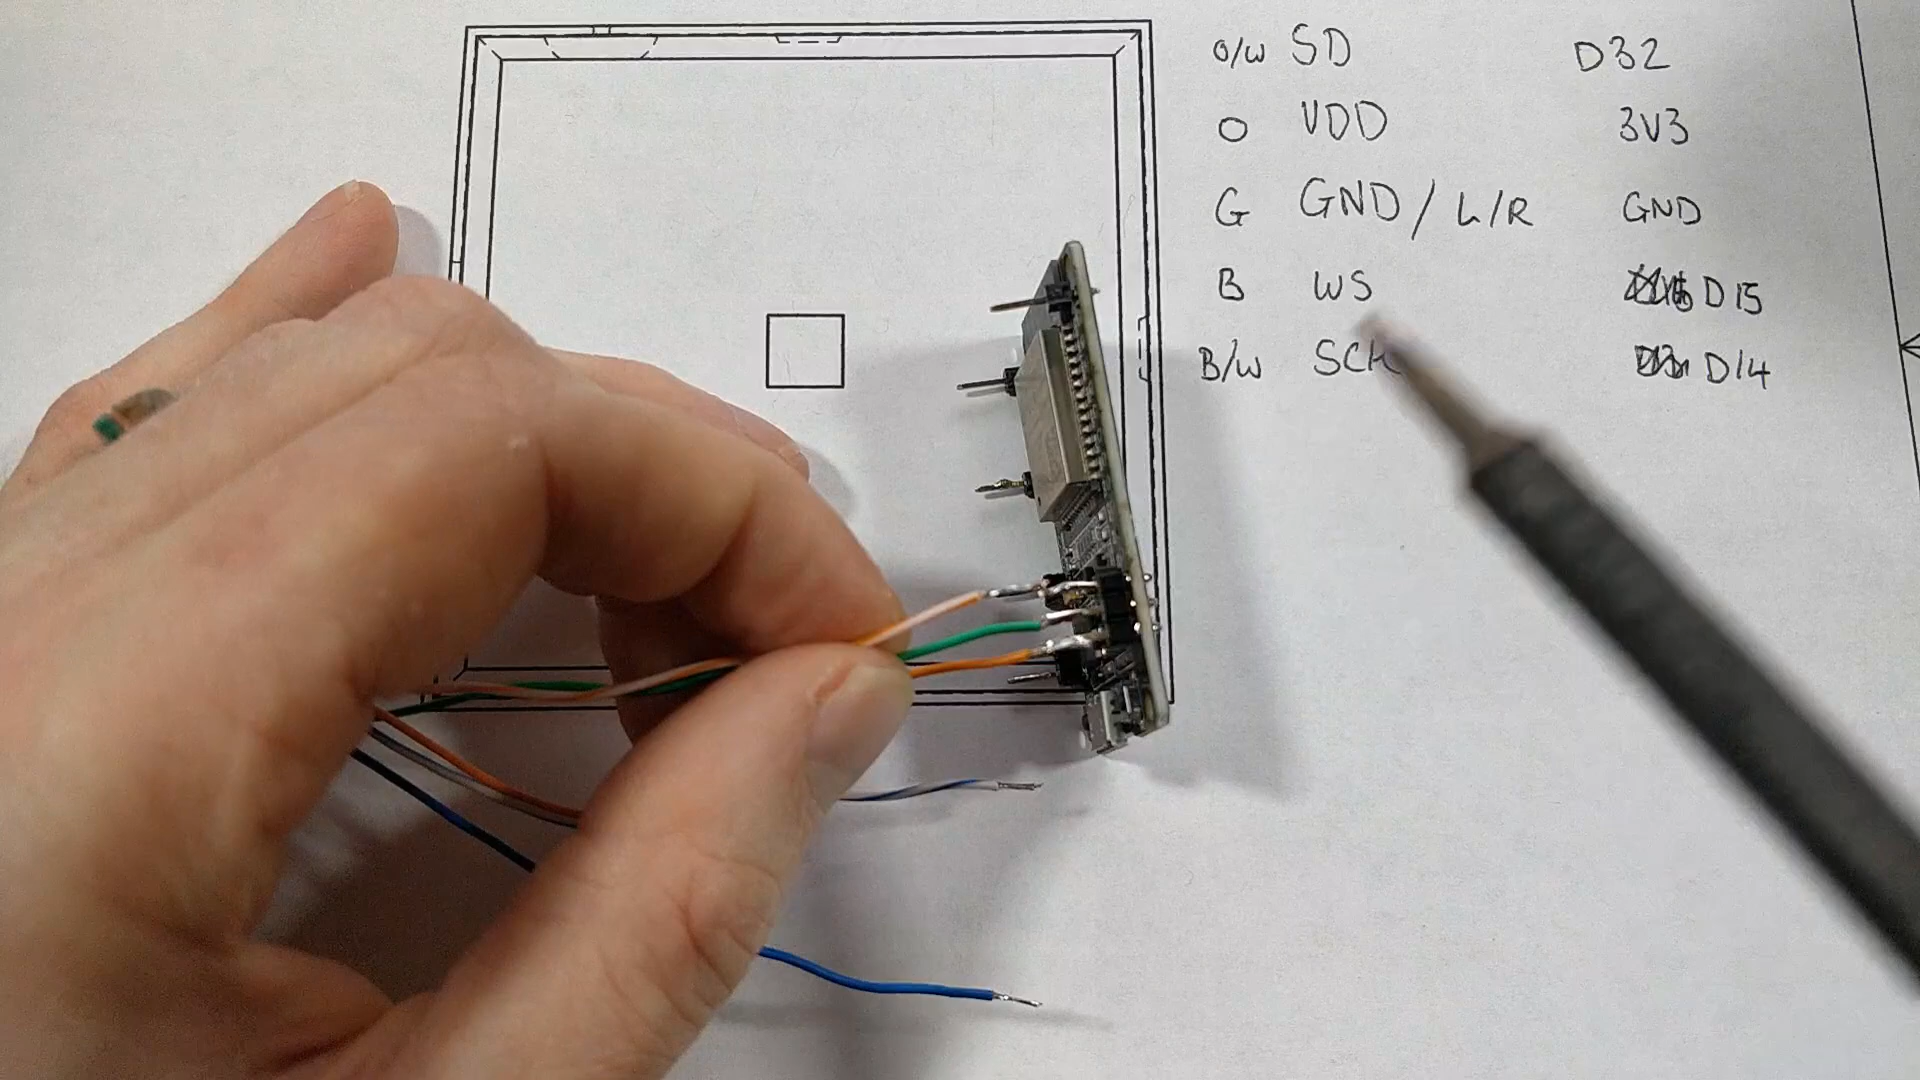 O/W SD D32
O VDD 3V3
G GND / L/R GND
B WS D15
B/W SCK D14